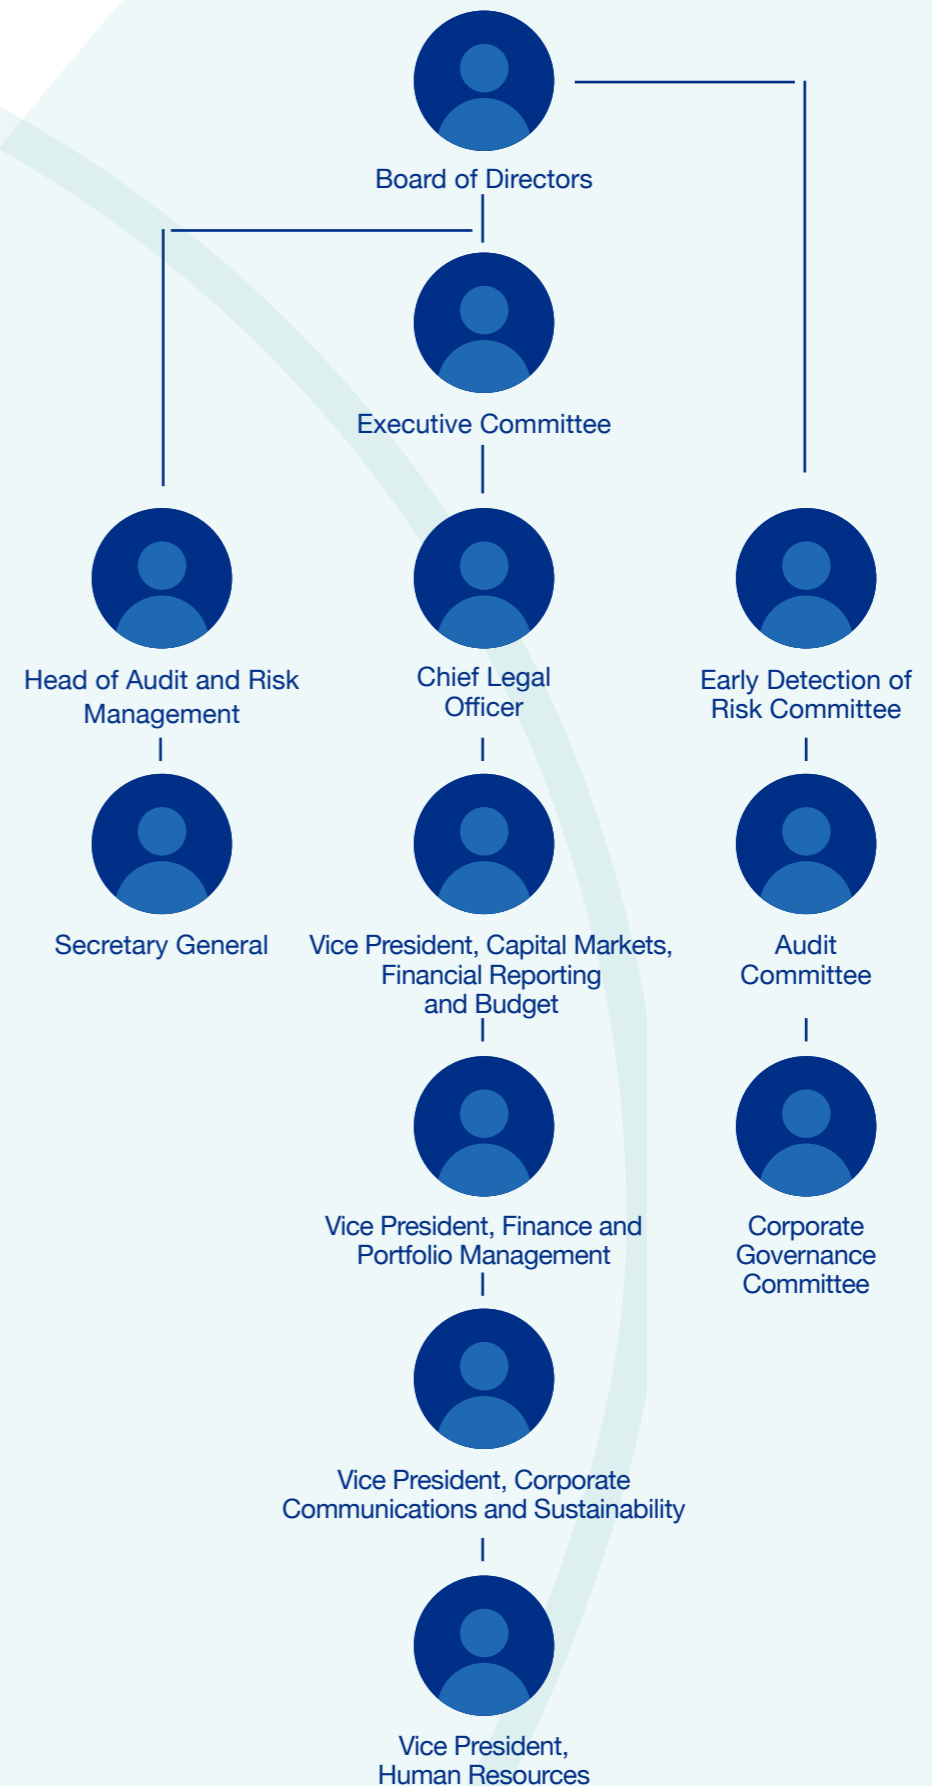 Board of Directors
Executive Committee
Head of Audit and Risk
Management
Chief Legal
Officer
Early Detection of
Risk Committee
Secretary General
Vice President, Capital Markets,
Financial Reporting
and Budget
Audit
Committee
Vice President, Finance and
Portfolio Management
Corporate
Governance
Committee
Vice President, Corporate
Communications and Sustainability
Vice President,
Human Resources